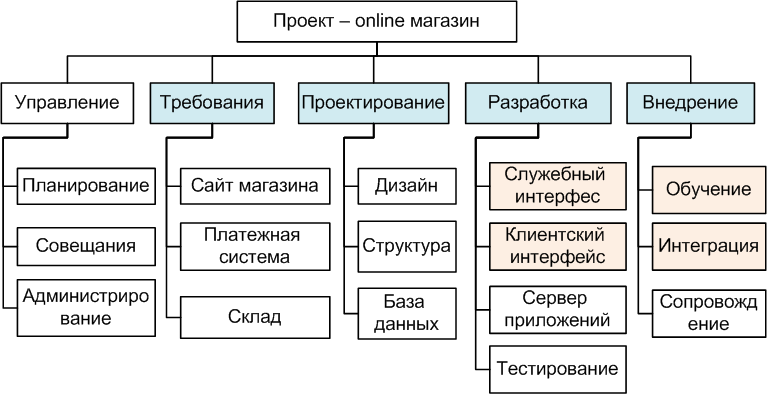 Проект – online магазин
Управление
Требования
Проектирование
Разработка
Внедрение
Планирование
Совещания
Администриро
вание
Сайт магазина
Платежная
система
Склад
Дизайн
Структура
База
данных
Служебный
интерфес
Клиентский
интерфейс
Сервер
приложений
Тестирование
Обучение
Интеграция
Сопровожд
ение